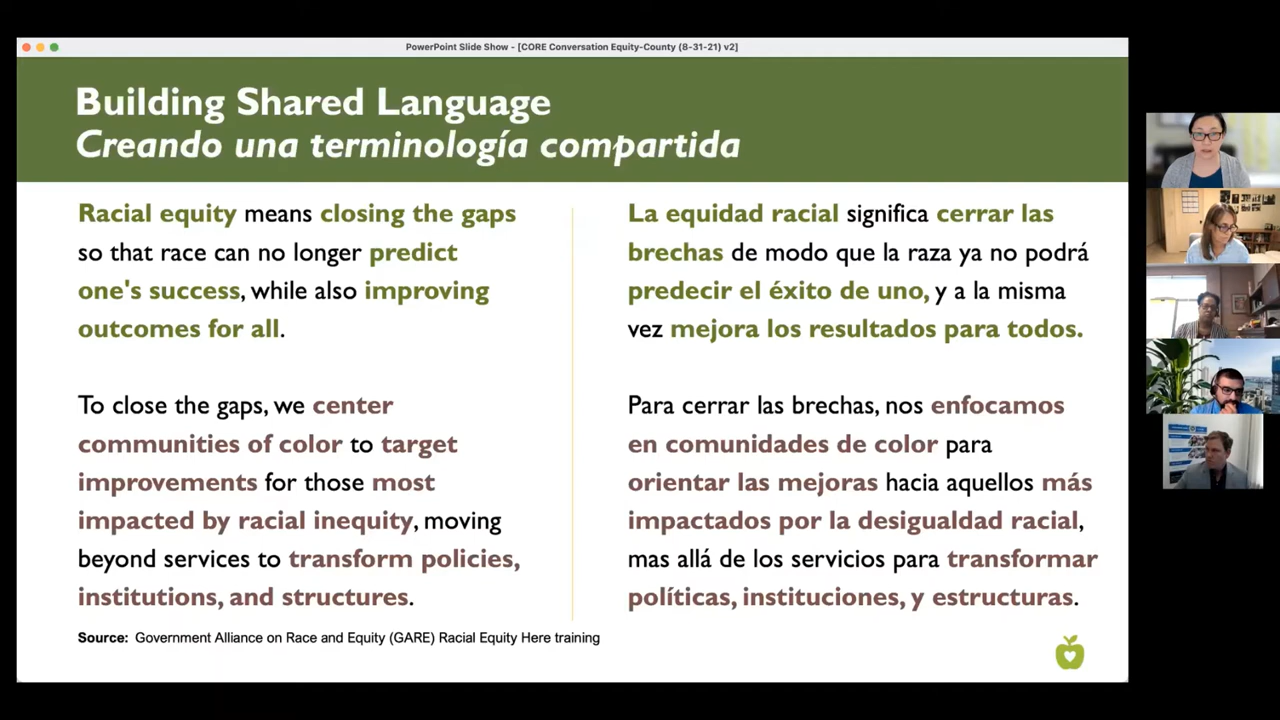 PowerPoint Slide Show - [CORE Conversation Equity-County (8-31-21) v2]
Building Shared Language
Creando una terminología compartida
Racial equity means closing the gaps
so that race can no longer predict
one's success, while also improving
outcomes for all.
To close the gaps, we center
communities of color to target
improvements for those most
impacted by racial inequity, moving
beyond services to transform policies,
institutions, and structures.
La equidad racial significa cerrar las
brechas de modo que la raza ya no podrá
predecir el éxito de uno, y a la misma
vez mejora los resultados para todos.
Para cerrar las brechas, nos enfocamos
en comunidades de color para
orientar las mejoras hacia aquellos más
impactados por la desigualdad racial,
mas allá de los servicios para transformar
políticas, instituciones, y estructuras.
Source: Government Alliance on Race and Equity (GARE) Racial Equity Here training